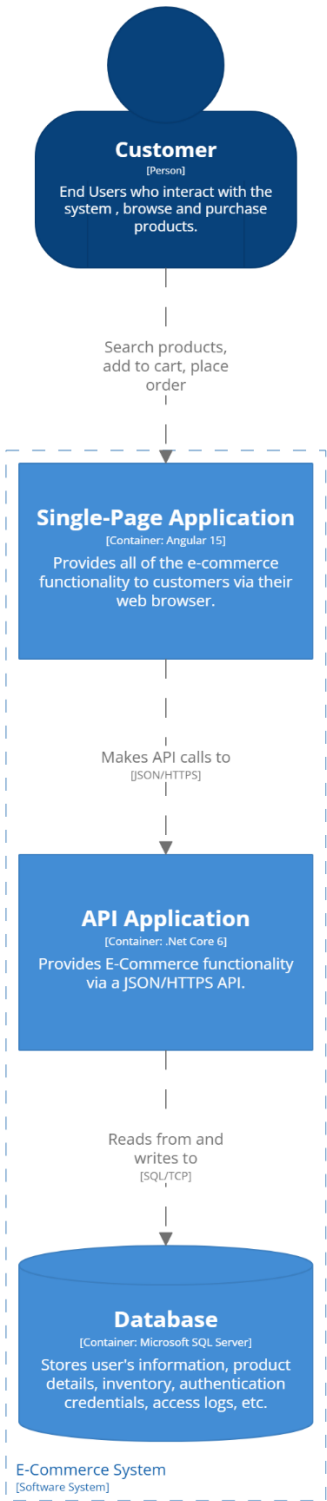 Customer
[Person]
End Users who interact with the
system , browse and purchase
products.
Search products,
add to cart, place
order
Single-Page Application
[Container: Angular 15]
Provides all of the e-commerce
functionality to customers via their
web browser.
Makes API calls to
[JSON/HTTPS]
API Application
[Container: .Net Core 6]
Provides E-Commerce functionality
via a JSON/HTTPS API.
Reads from and
writes to
[SQL/TCP]
Database
[Container: Microsoft SQL Server]
Stores user's information, product
details, inventory, authentication
credentials, access logs, etc.
E-Commerce System
[Software System]